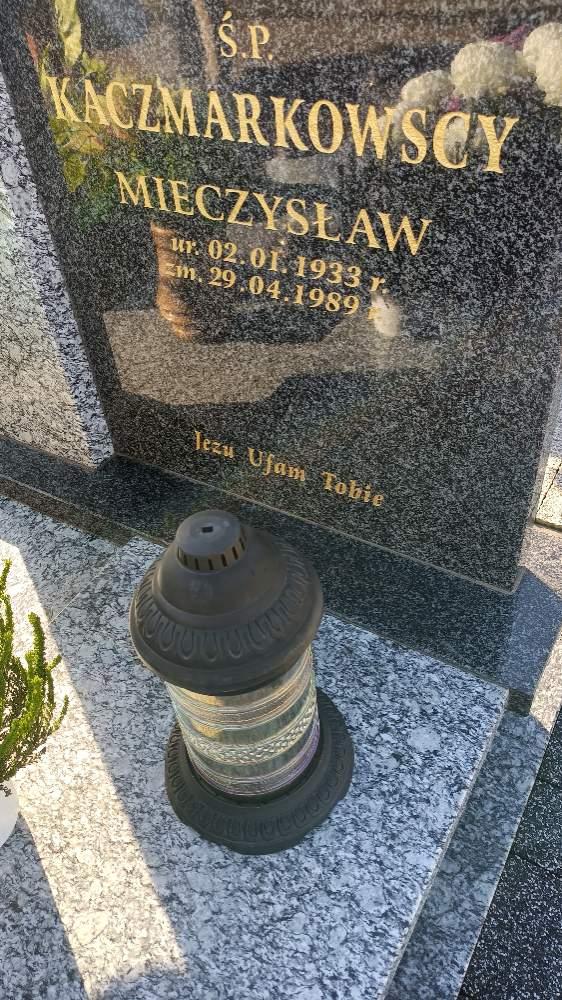 Ś.P.
KACZMARKOWSCY
MIECZYSŁAW
ur. 02.01.1933 r.
zm. 29.04.1989 r.
Jezu Ufam Tobie